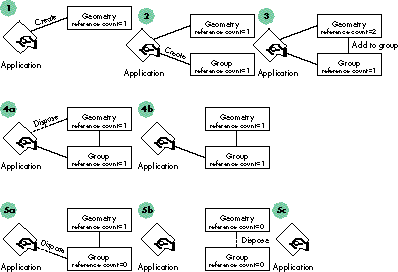 1
Create
Geometry
reference count=1
Application
2
Geometry
reference count=1
Create
Group
reference count=1
Application
3
Geometry
reference count=2
Add to group
Group
reference count=1
Application
4a
Dispose
Geometry
reference count=1
Group
reference count=1
Application
4b
Geometry
reference count=1
Group
reference count=1
Application
5a
Geometry
reference count=1
Dispose
Group
reference count=0
Application
5b
Geometry
reference count=0
Dispose
Group
reference count=0
Application
5c
Application